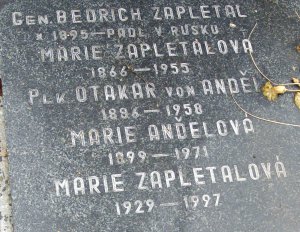 GEN. BEDŘICH ZAPLETAL
* 1895 — PADL V RUSKU
MARIE ZAPLETALOVÁ
1866 — 1955
PLK OTAKAR VON ANDĚL
1886 — 1958
MARIE ANDĚLOVÁ
1899 — 1971
MARIE ZAPLETALOVÁ
1929 — 1997